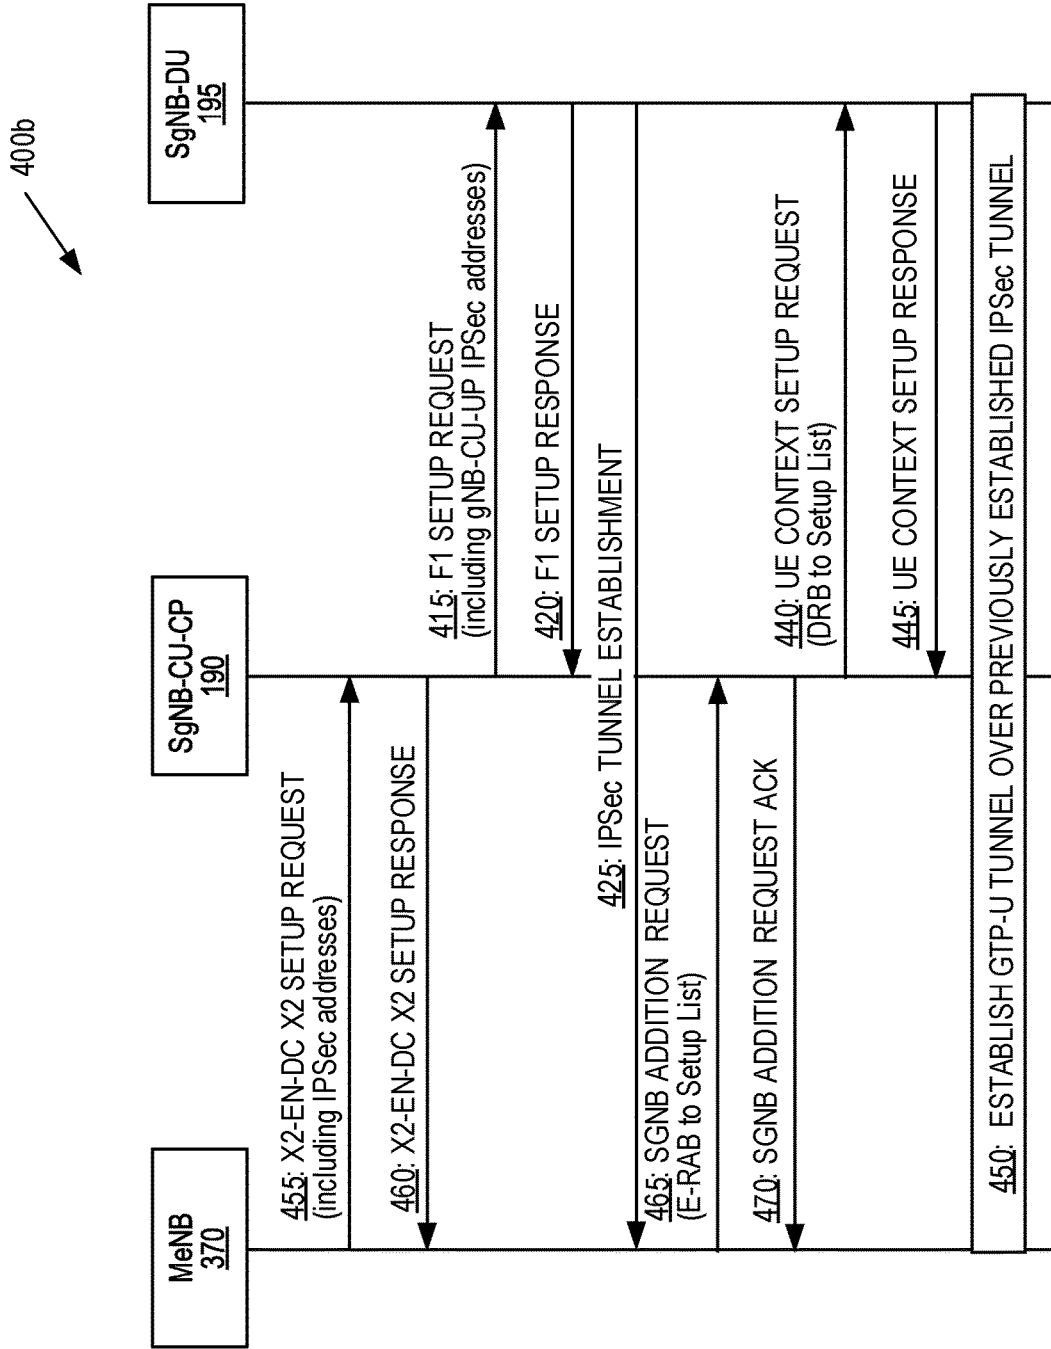 400b
MeNB
370
SgNB-CU-CP
190
SgNB-DU
195
455: X2-EN-DC X2 SETUP REQUEST
(including IPSec addresses)
460: X2-EN-DC X2 SETUP RESPONSE
415: F1 SETUP REQUEST
(including gNB-CU-UP IPSec addresses)
420: F1 SETUP RESPONSE
425: IPSec TUNNEL ESTABLISHMENT
465: SGNB ADDITION REQUEST
(E-RAB to Setup List)
470: SGNB ADDITION REQUEST ACK
440: UE CONTEXT SETUP REQUEST
(DRB to Setup List)
445: UE CONTEXT SETUP RESPONSE
450: ESTABLISH GTP-U TUNNEL OVER PREVIOUSLY ESTABLISHED IPSec TUNNEL